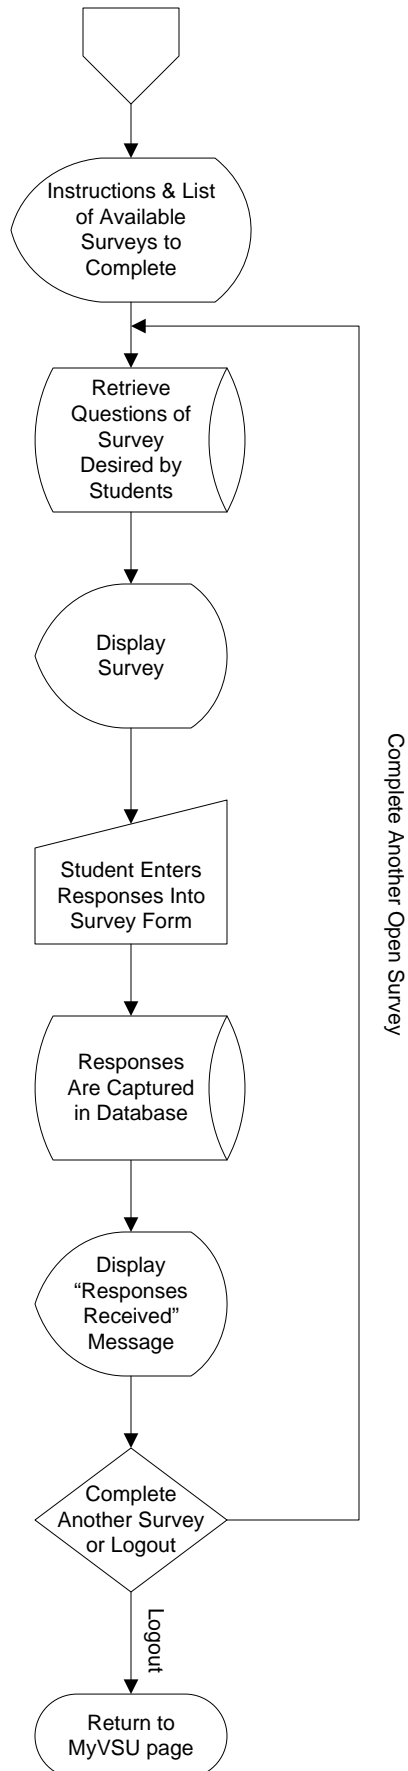 Instructions & List
of Available
Surveys to
Complete
Retrieve
Questions of
Survey
Desired by
Students
Display
Survey
Complete Another Open Survey
Student Enters
Responses Into
Survey Form
Responses
Are Captured
in Database
Display
“Responses
Received”
Message
Complete
Another Survey
or Logout
Logout
Return to
MyVSU page